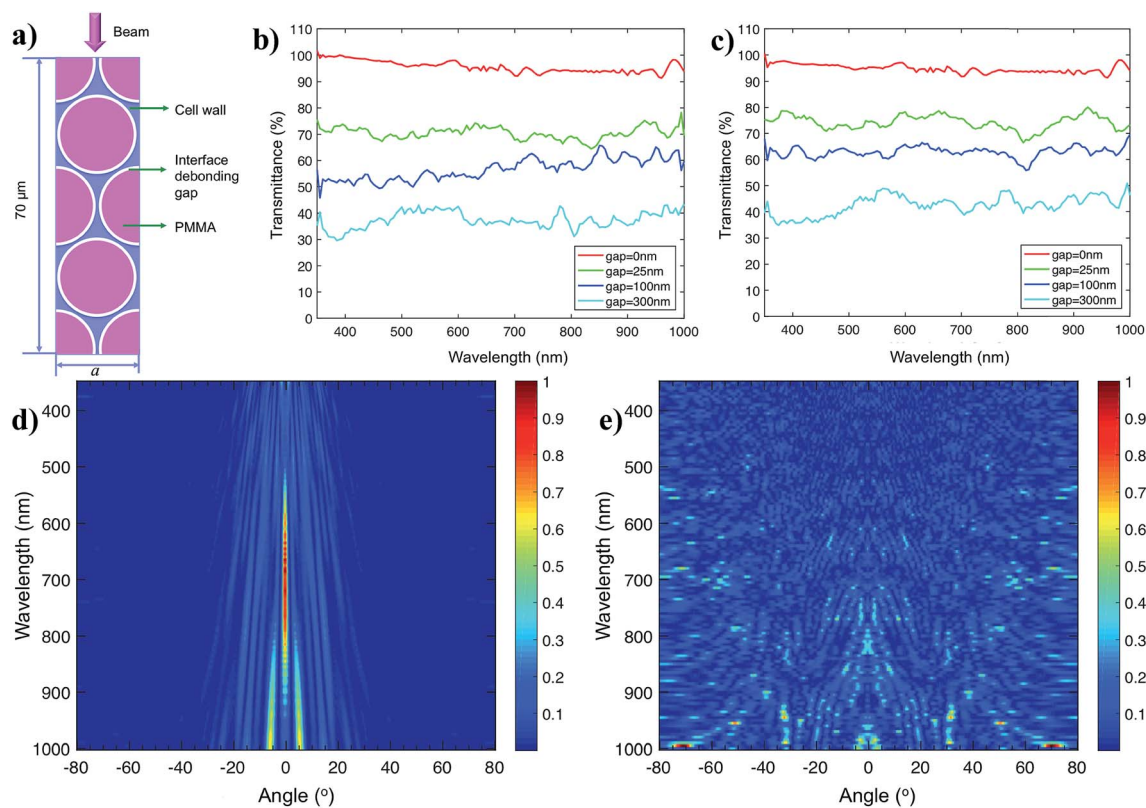 a)
Beam
Cell wall
Interface
debonding
gap
PMMA
70 μm
a
b)
Transmittance (%)
110
100
90
80
70
60
50
40
30
20
10
0
400 500 600 700 800 900 1000
Wavelength (nm)
gap=0nm
gap=25nm
gap=100nm
gap=300nm
c)
Transmittance (%)
110
100
90
80
70
60
50
40
30
20
10
0
400 500 600 700 800 900 1000
Wavelength (nm)
gap=0nm
gap=25nm
gap=100nm
gap=300nm
d)
Wavelength (nm)
400
500
600
700
800
900
1000
-80 -60 -40 -20 0 20 40 60 80
Angle (º)
1
0.9
0.8
0.7
0.6
0.5
0.4
0.3
0.2
0.1
e)
Wavelength (nm)
400
500
600
700
800
900
1000
-80 -60 -40 -20 0 20 40 60 80
Angle (º)
1
0.9
0.8
0.7
0.6
0.5
0.4
0.3
0.2
0.1